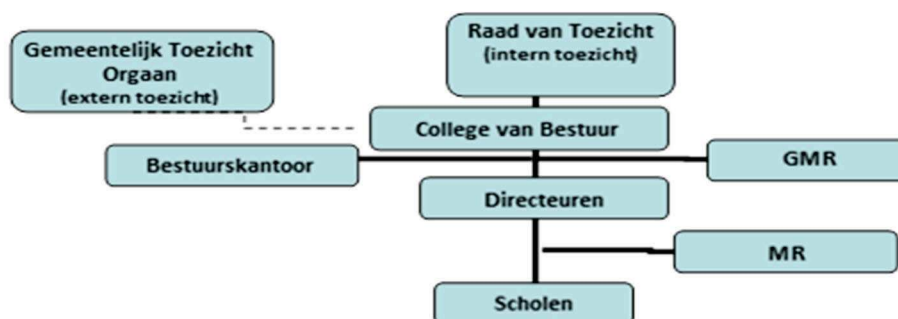 Gemeentelijk Toezicht
Orgaan
(extern toezicht)
Raad van Toezicht
(intern toezicht)
College van Bestuur
Bestuurskantoor
GMR
Directeuren
MR
Scholen